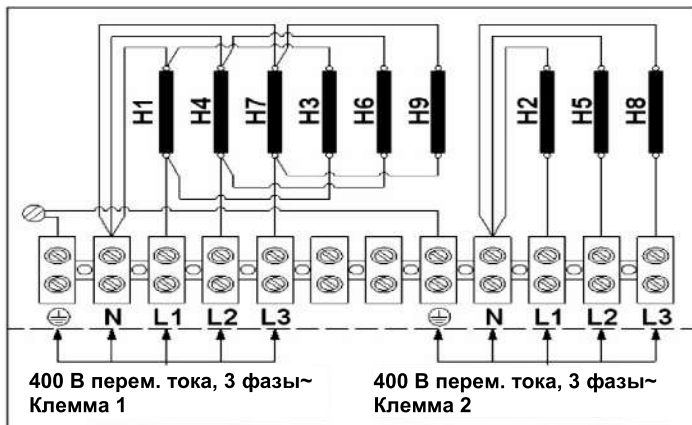 H1 H4 H7 H3 H6 H9 H2 H5 H8
N L1 L2 L3 N L1 L2 L3
400 В перем. тока, 3 фазы~
Клемма 1
400 В перем. тока, 3 фазы~
Клемма 2